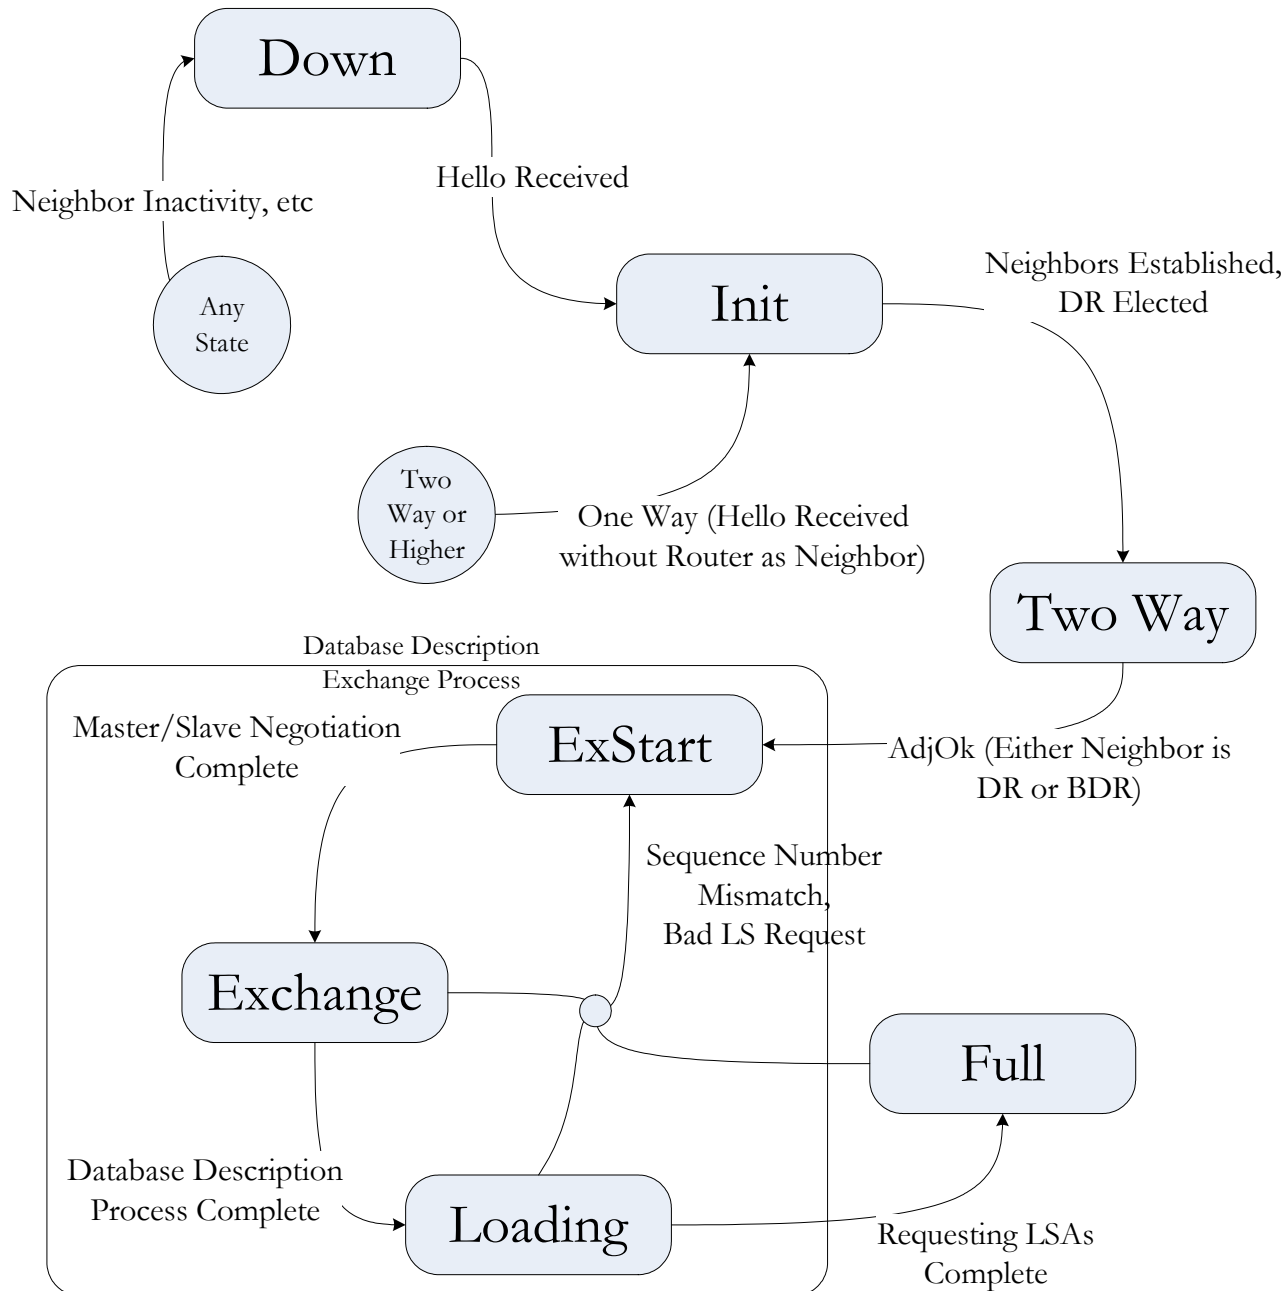 Down
Hello Received
Neighbor Inactivity, etc
Any
State
Init
Neighbors Established,
DR Elected
Two
Way or
Higher
One Way (Hello Received
without Router as Neighbor)
Two Way
Database Description
Exchange Process
Master/Slave Negotiation
Complete
ExStart
AdjOk (Either Neighbor is
DR or BDR)
Sequence Number
Mismatch,
Bad LS Request
Exchange
Full
Database Description
Process Complete
Loading
Requesting LSAs
Complete